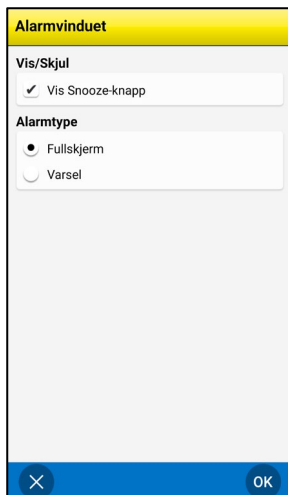 Alarmvinduet
Vis/Skjul
Vis Snooze-knapp
Alarmtype
Fullskjerm
Varsel
OK